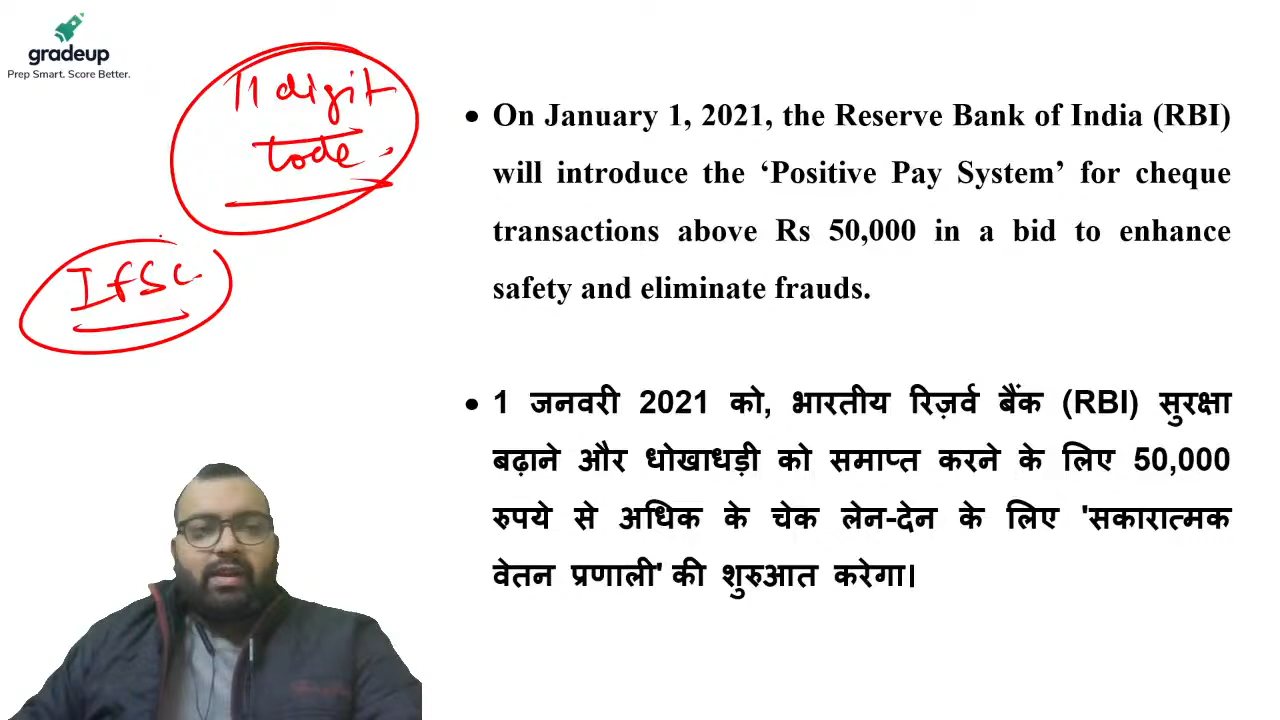 gradeup
Prep Smart. Score Better.
11 digit
code.
IFSC
• On January 1, 2021, the Reserve Bank of India (RBI)
will introduce the ‘Positive Pay System’ for cheque
transactions above Rs 50,000 in a bid to enhance
safety and eliminate frauds.
• 1 जनवरी 2021 को, भारतीय रिज़र्व बैंक (RBI) सुरक्षा
बढ़ाने और धोखाधड़ी को समाप्त करने के लिए 50,000
रुपये से अधिक के चेक लेन-देन के लिए 'सकारात्मक
वेतन प्रणाली' की शुरुआत करेगा।